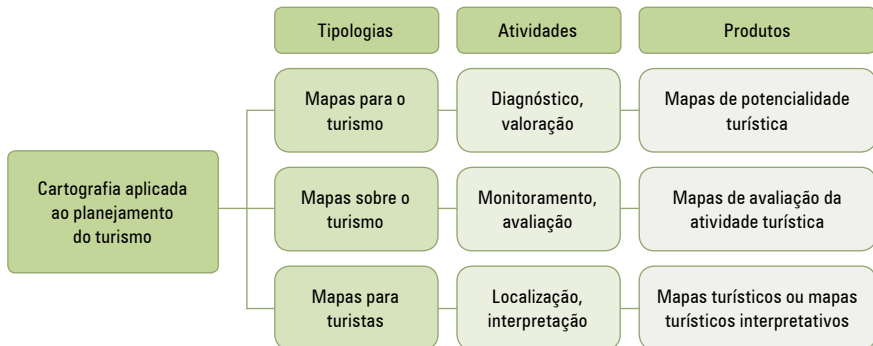 Tipologias
Atividades
Produtos
Cartografia aplicada
ao planejamento
do turismo
Mapas para o
turismo
Diagnóstico,
valoração
Mapas de potencialidade
turística
Mapas sobre o
turismo
Monitoramento,
avaliação
Mapas de avaliação da
atividade turística
Mapas para
turistas
Localização,
interpretação
Mapas turísticos ou mapas
turísticos interpretativos